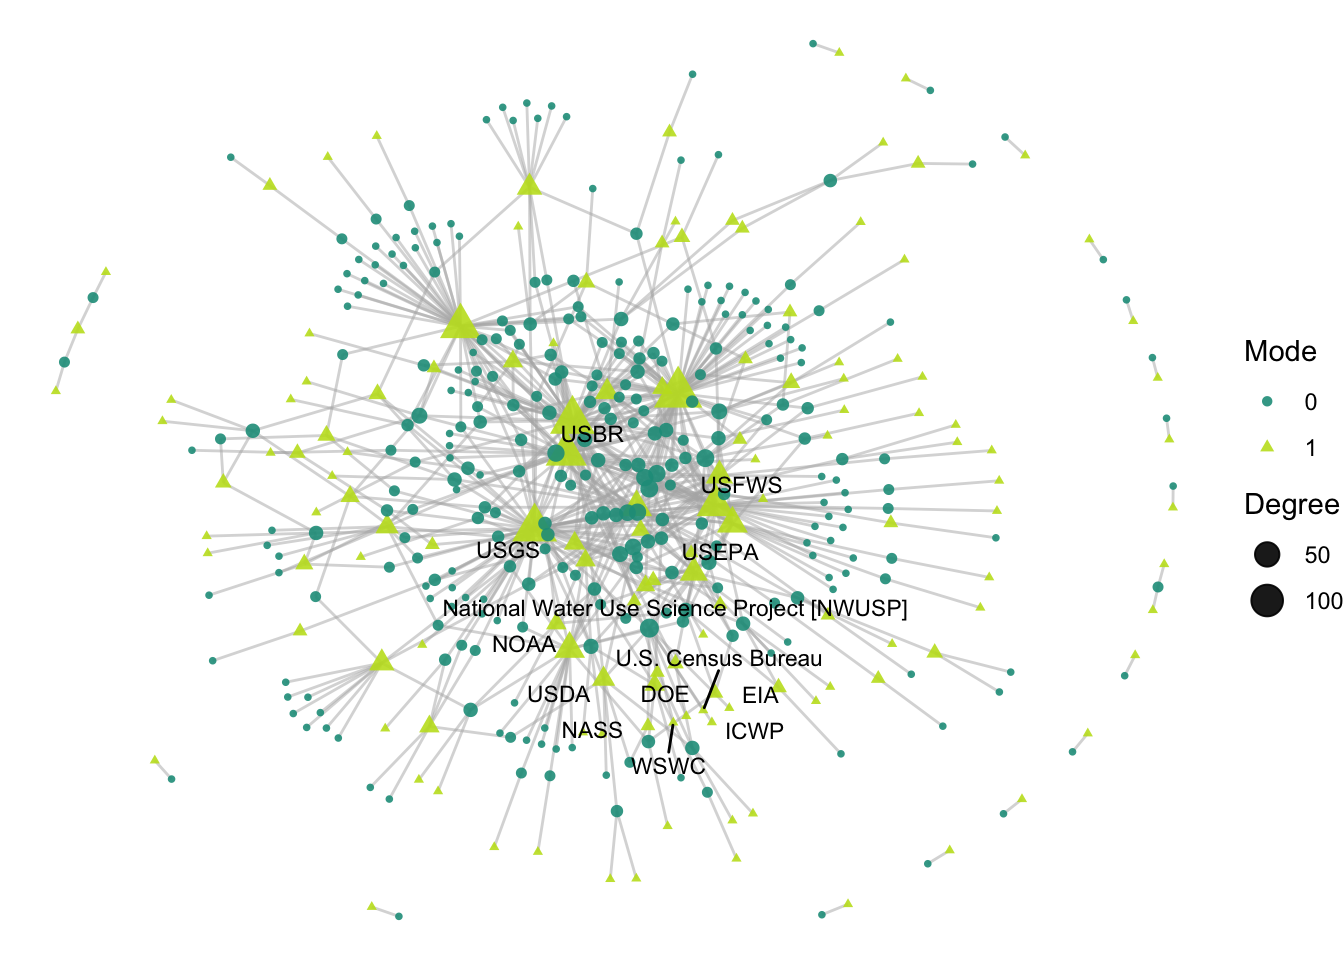 Mode
0
1
Degree
50
100
USBR
USFWS
USGS
USEPA
National Water Use Science Project [NWUSP]
NOAA
U.S. Census Bureau
USDA
DOE
EIA
NASS
ICWP
WSWC